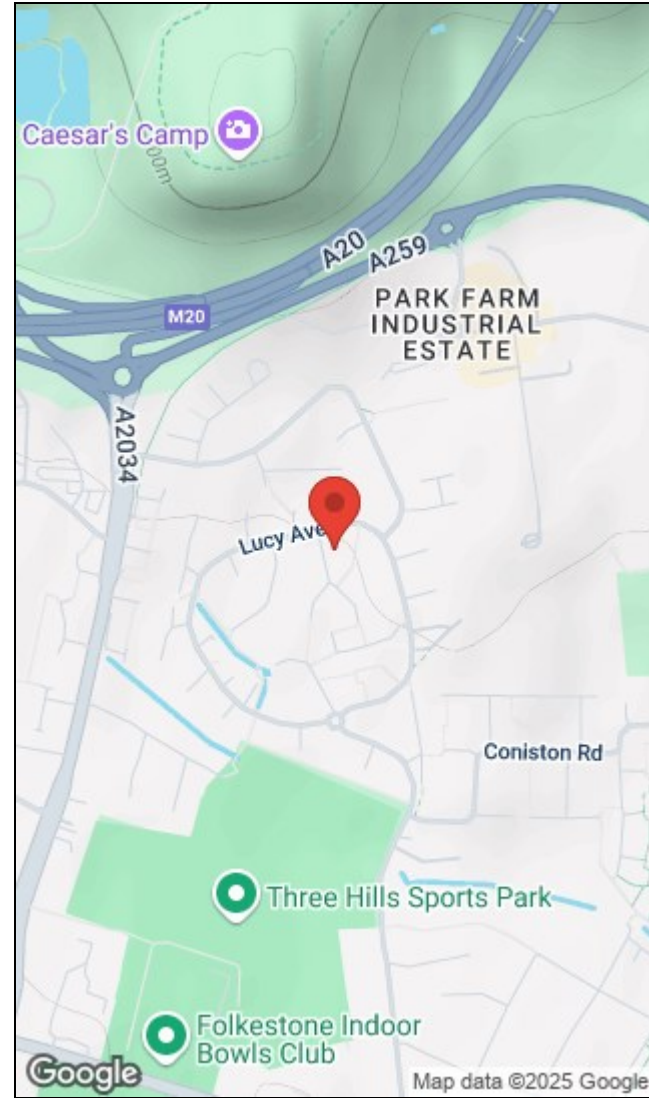 Caesar's Camp
00m
A20
A259
M20
PARK FARM
INDUSTRIAL
ESTATE
A2034
Lucy Ave
Coniston Rd
Three Hills Sports Park
Folkestone Indoor
Bowls Club
Google
Map data ©2025 Google